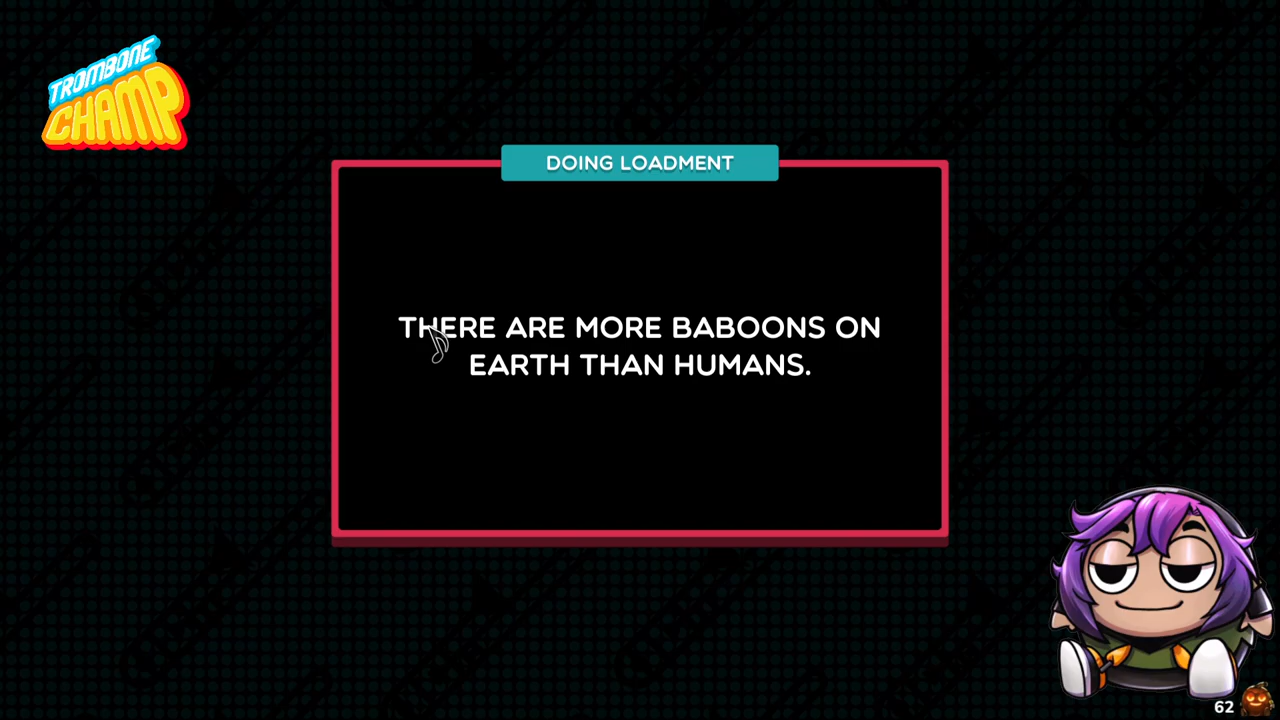 TROMBONE
CHAMP
DOING LOADMENT
THERE ARE MORE BABOONS ON
EARTH THAN HUMANS.
62